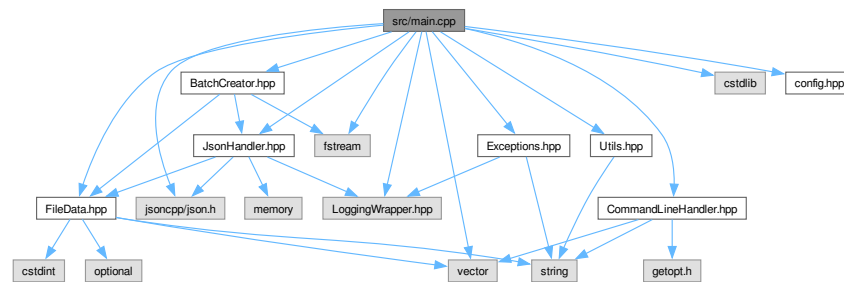 src/main.cpp
BatchCreator.hpp
cstdlib
config.hpp
JsonHandler.hpp
fstream
Exceptions.hpp
Utils.hpp
FileData.hpp
jsoncpp/json.h
memory
LoggingWrapper.hpp
CommandLineHandler.hpp
cstdint
optional
vector
string
getopt.h